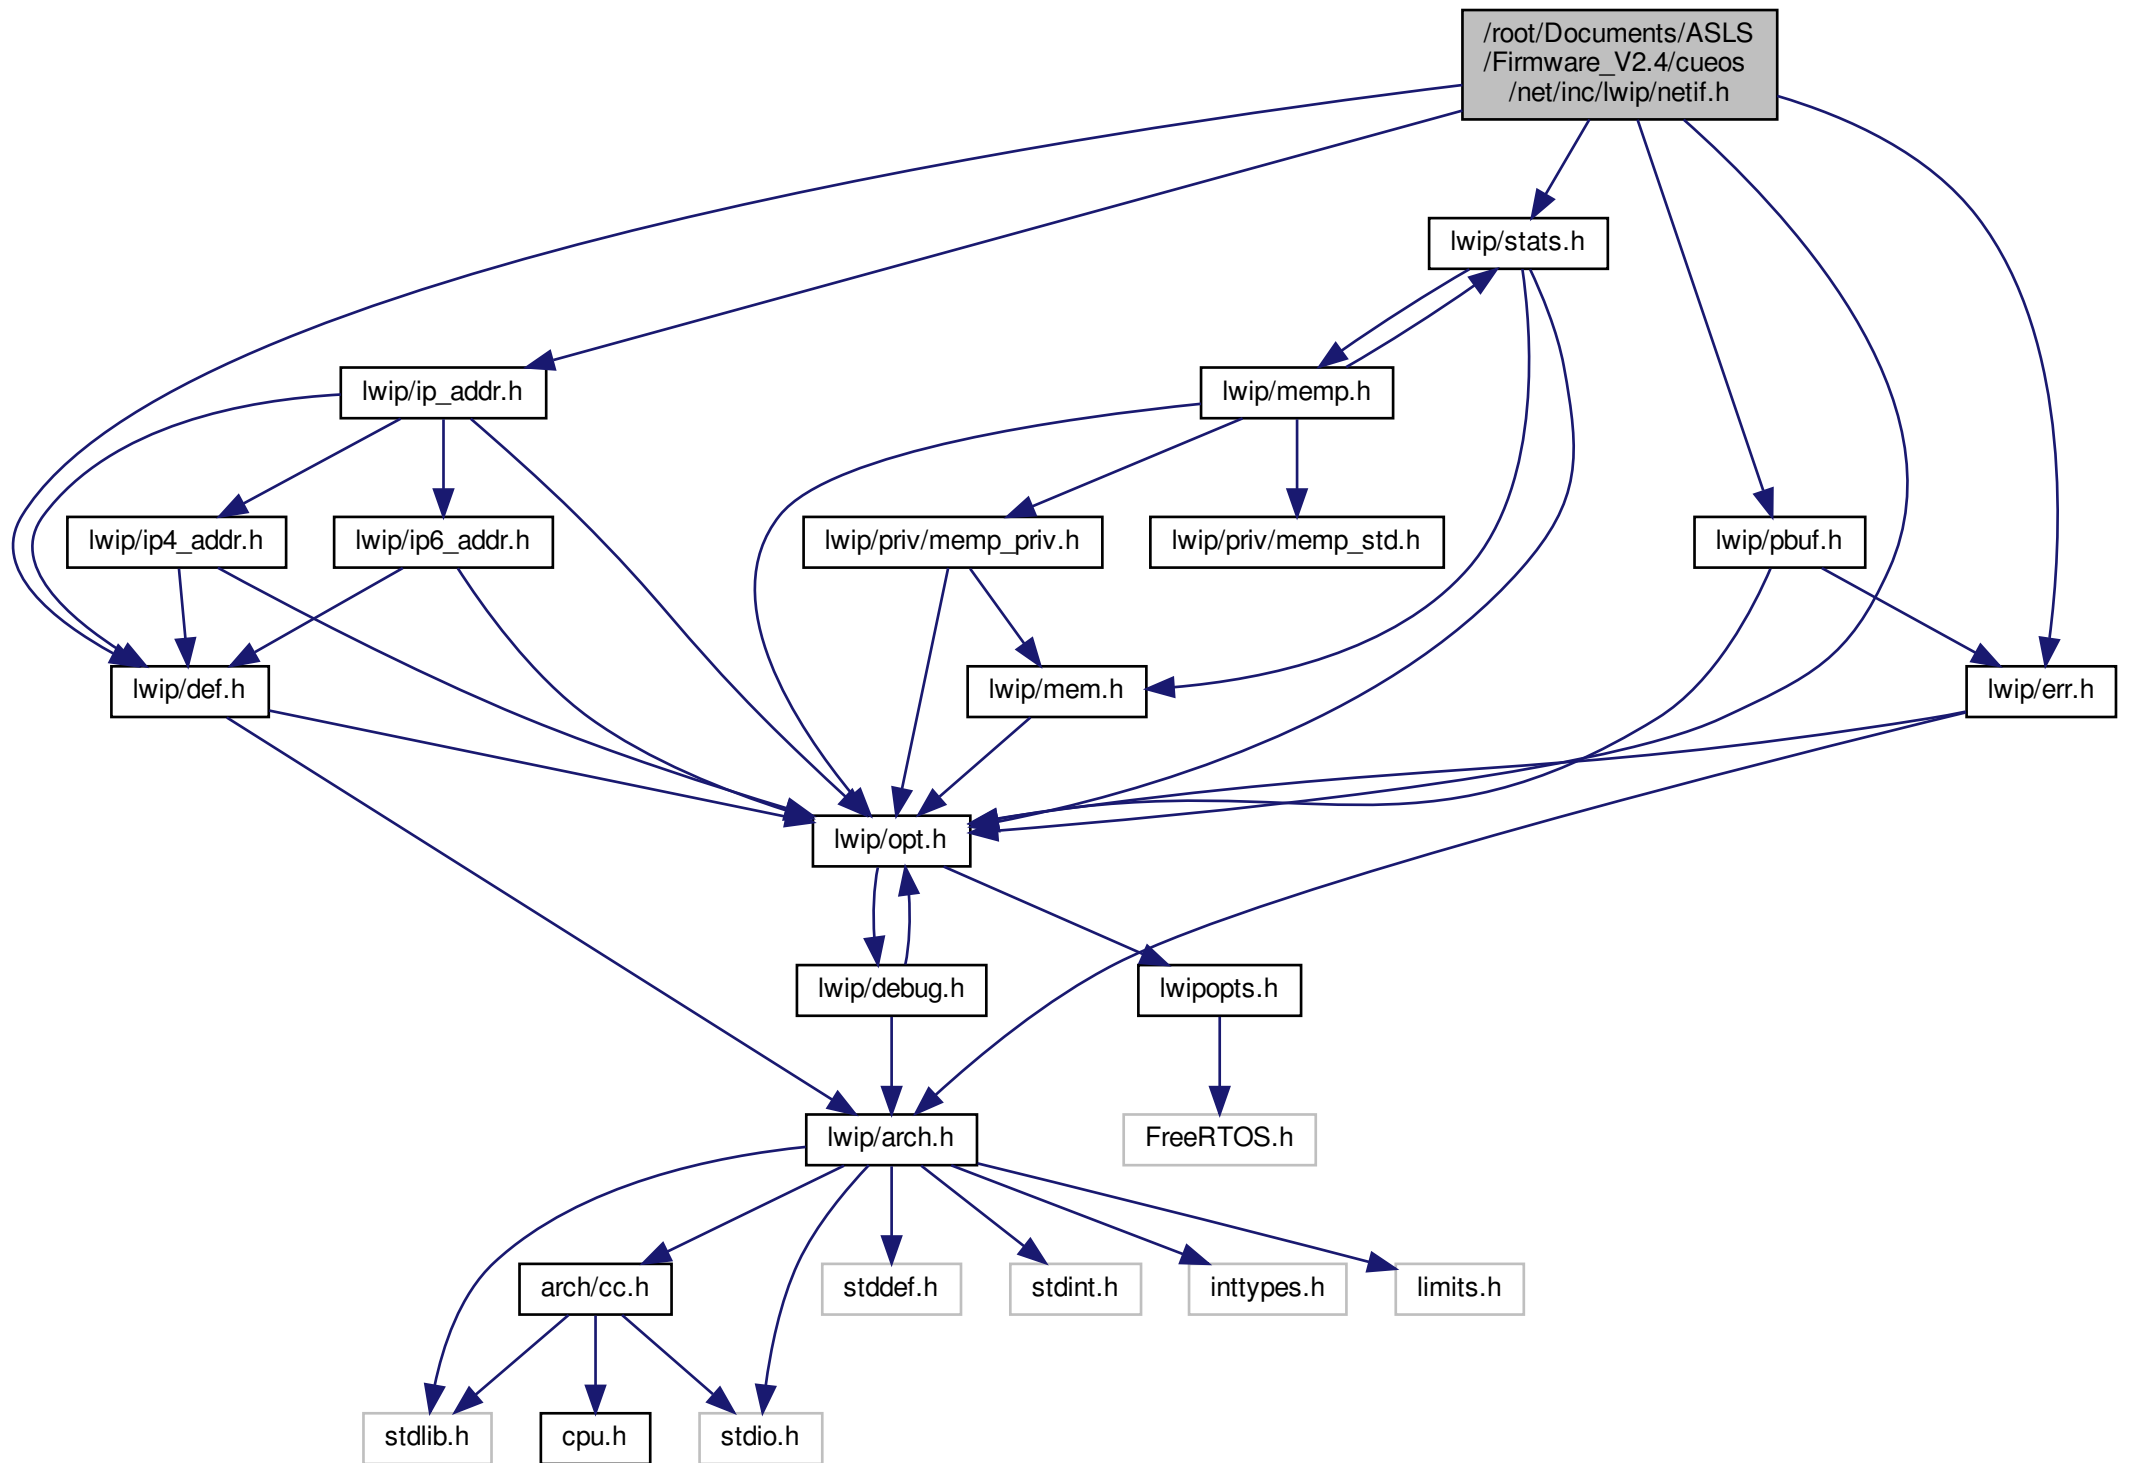 /root/Documents/ASLS
/Firmware_V2.4/cueos
/net/inc/lwip/netif.h
lwip/stats.h
lwip/ip_addr.h
lwip/memp.h
lwip/ip4_addr.h
lwip/ip6_addr.h
lwip/priv/memp_priv.h
lwip/priv/memp_std.h
lwip/pbuf.h
lwip/def.h
lwip/mem.h
lwip/err.h
lwip/opt.h
lwip/debug.h
lwipopts.h
lwip/arch.h
FreeRTOS.h
arch/cc.h
stddef.h
stdint.h
inttypes.h
limits.h
stdlib.h
cpu.h
stdio.h